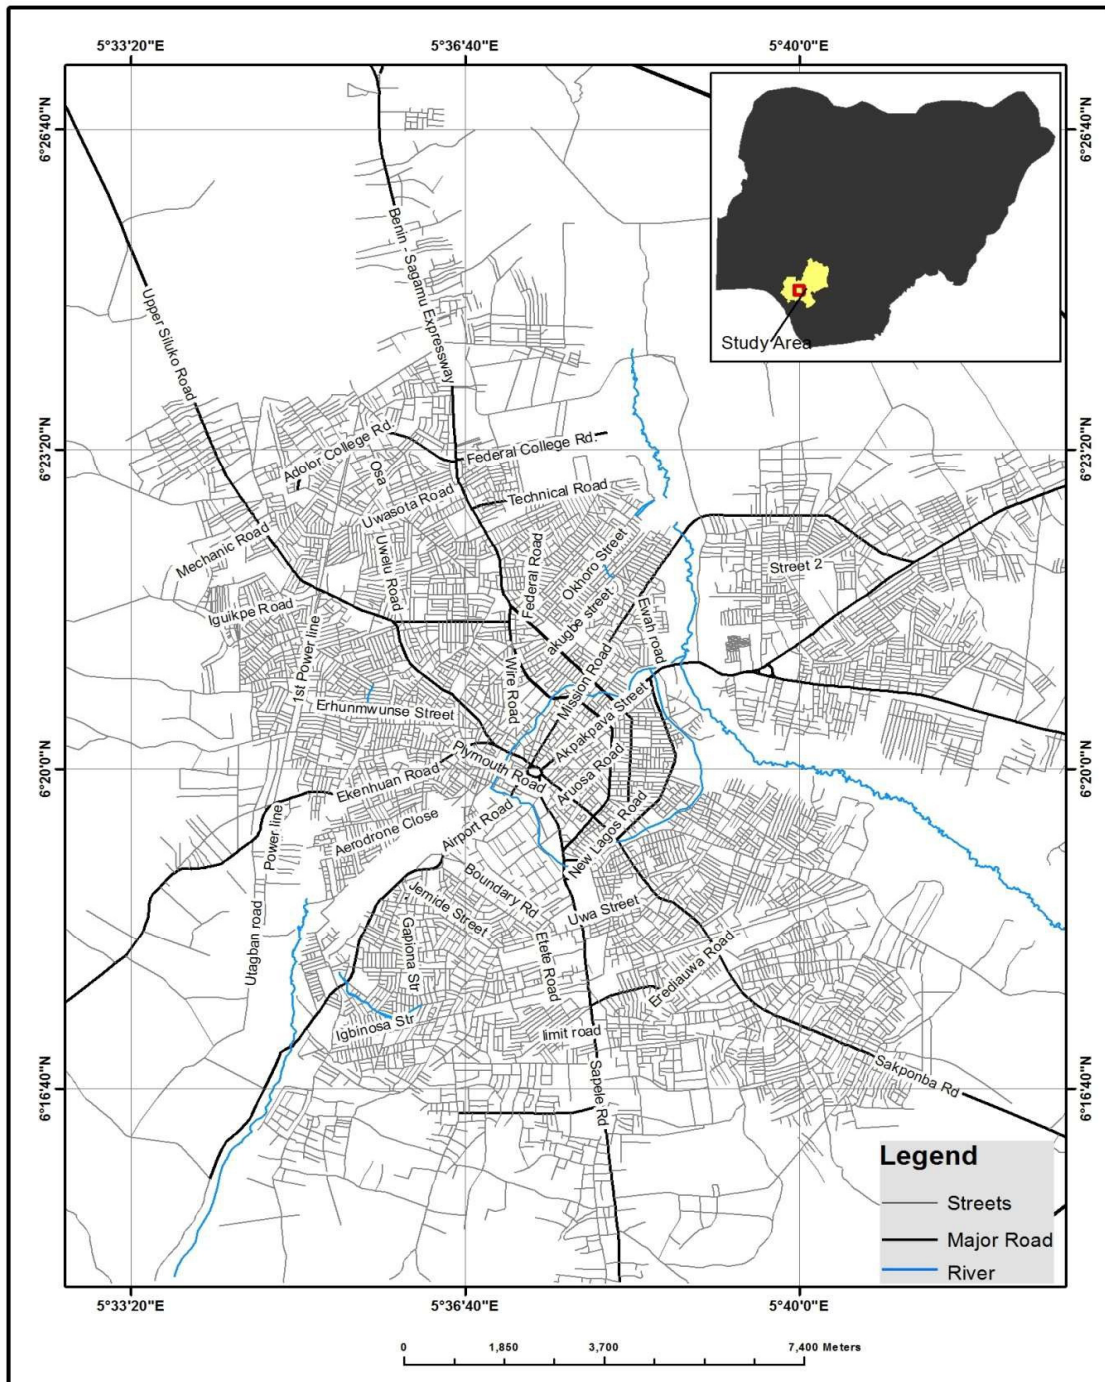 5°33'20"E
5°36'40"E
5°40'0"E
6°26'40"N
6°26'40"N
Study Area
Benin - Sagamu Expressway
Upper Siluko Road
6°23'20"N
6°23'20"N
Adolor College Rd.
Federal College Rd.
Osa
Technical Road
Uwasota Road
Mechanic Road
Uwelu Road
Federal Road
Okhoro Street
Street 2
Iguikpe Road
akugbe street.
Ewah road
1st Power line
Wire Road
Mission Road
Erhunmwunse Street
Akpakpava Street
6°20'0"N
6°20'0"N
Plymouth Road
Ekenhuan Road
Aruosa Road
Power line
Aerodrone Close
Airport Road
New Lagos Road
Boundary Rd
Jemide Street
Uwa Street
Utagban road
Gapiona Str
Etete Road
Erediauwa Road
Igbinosa Str
limit road
6°16'40"N
6°16'40"N
Sapele Rd
Sakponba Rd
Legend
Streets
Major Road
River
5°33'20"E
5°36'40"E
5°40'0"E
0 1,850 3,700 7,400 Meters